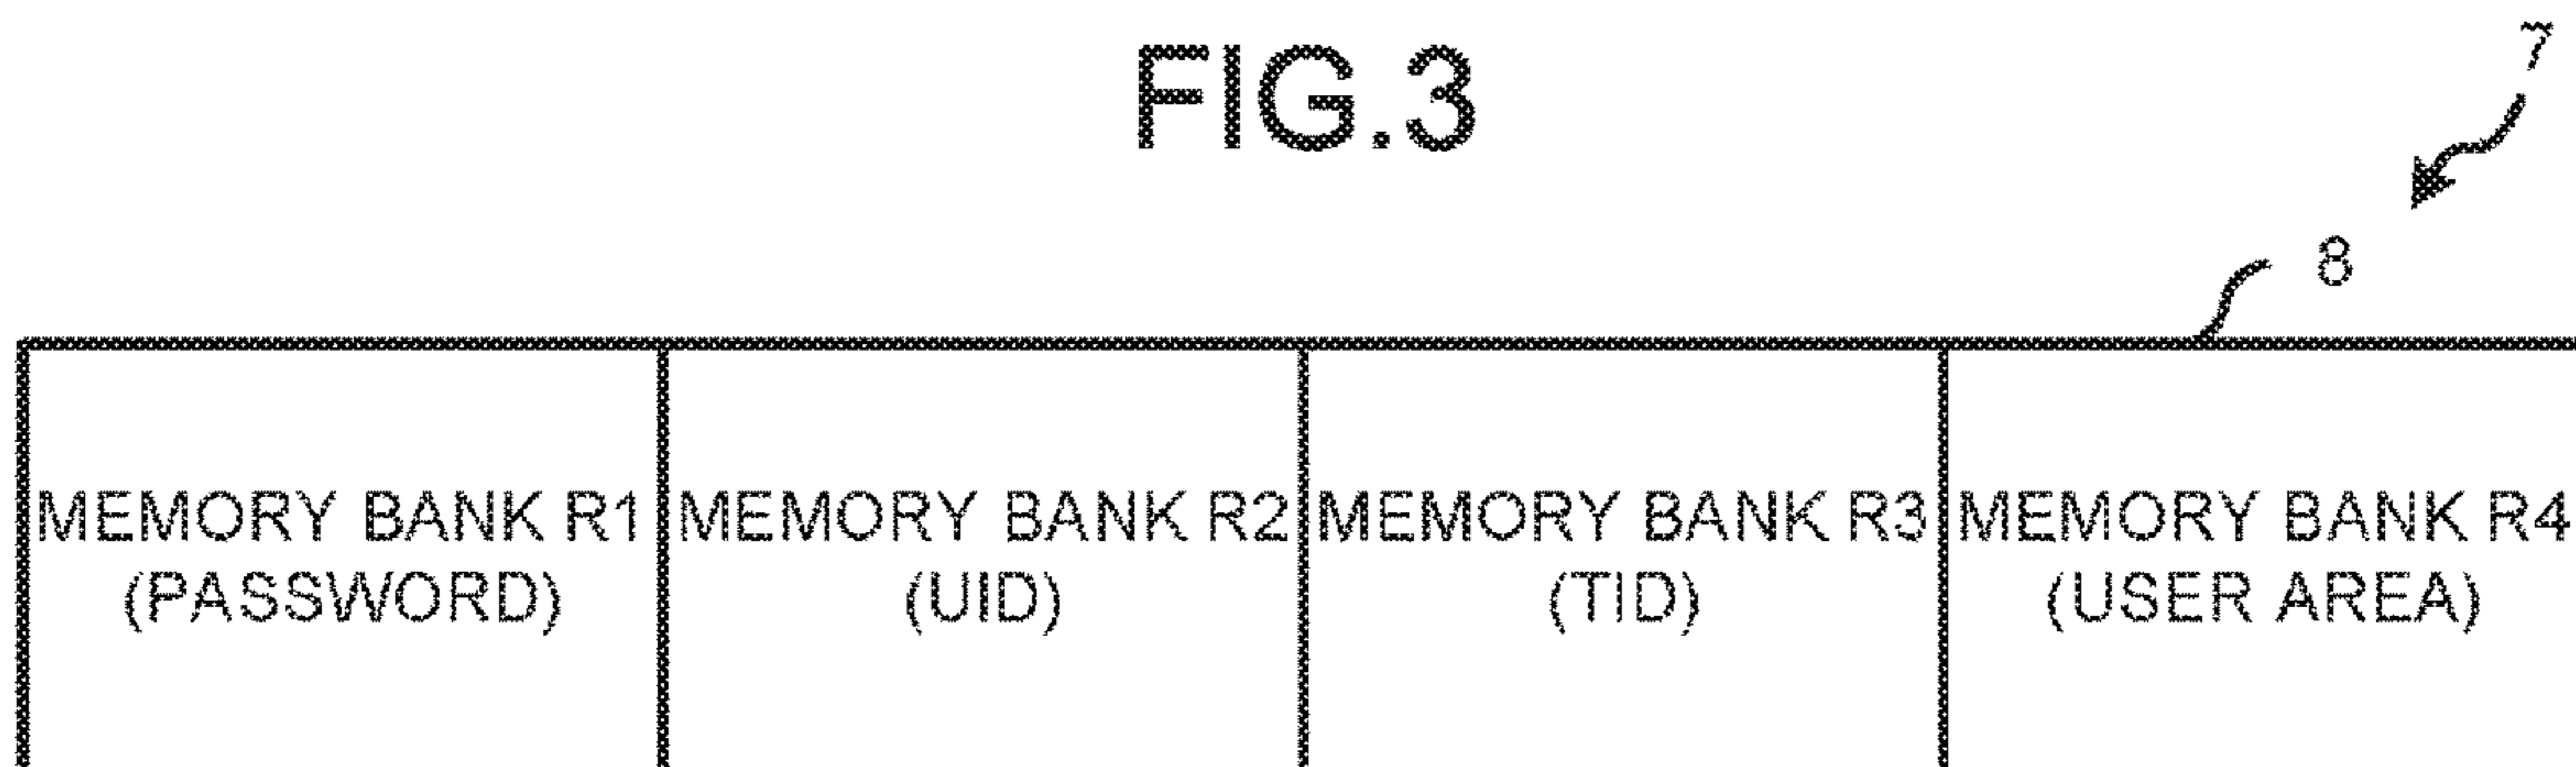 FIG.3
7
8
MEMORY BANK R1
(PASSWORD)
MEMORY BANK R2
(UID)
MEMORY BANK R3
(TID)
MEMORY BANK R4
(USER AREA)